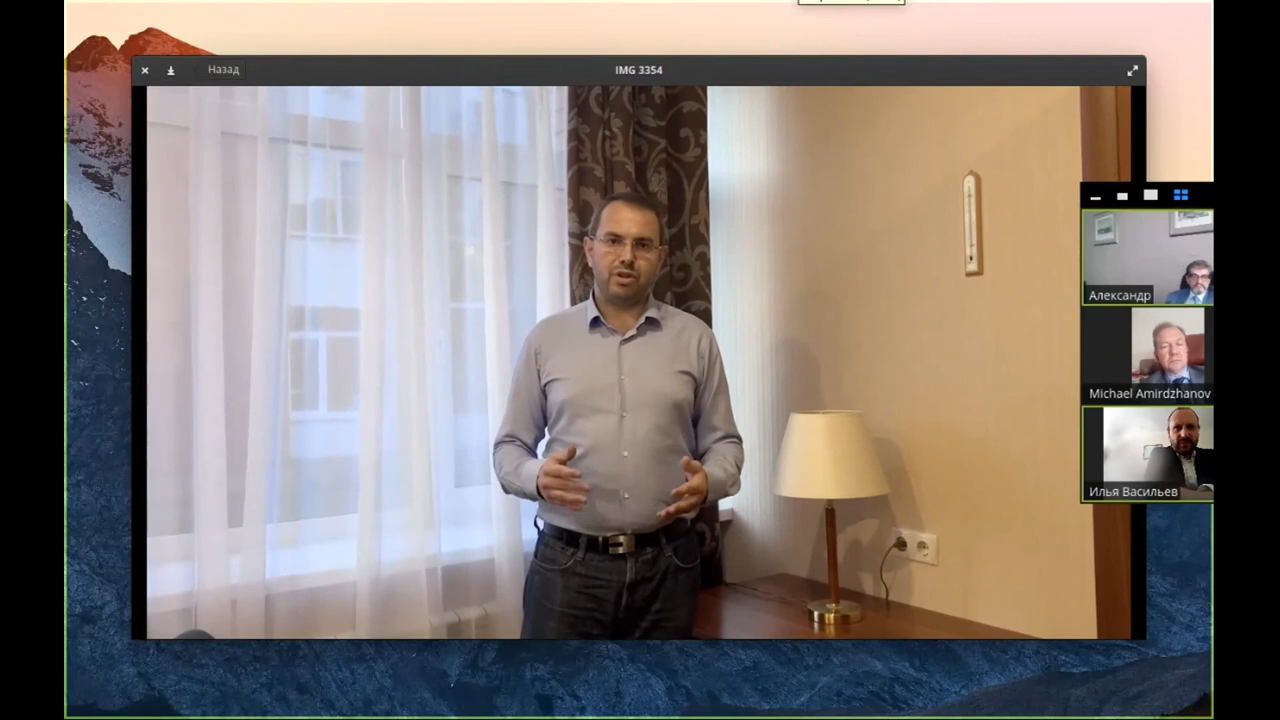 Назад
IMG 3354
Александр
Michael Amirdzhanov
Илья Васильев